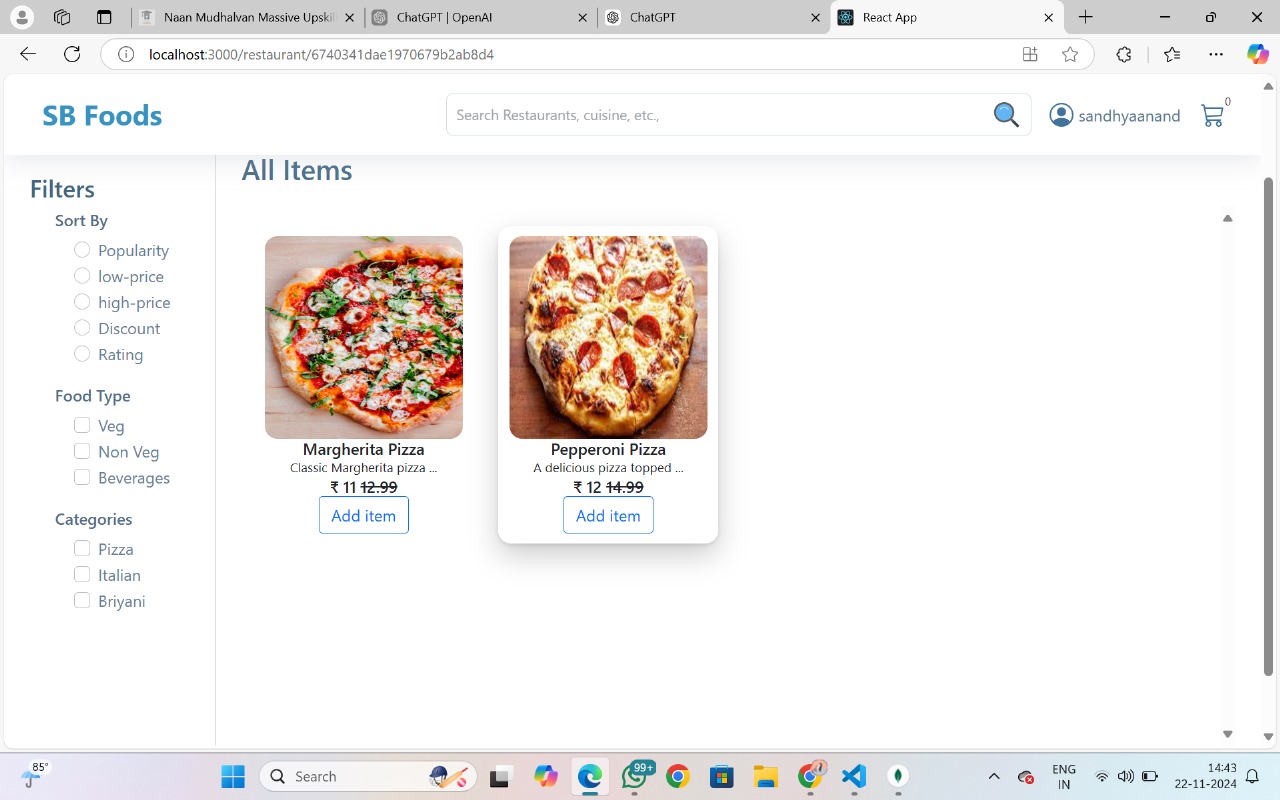 Naan Mudhalvan Massive Upskil
ChatGPT | OpenAI
ChatGPT
React App
localhost:3000/restaurant/6740341dae1970679b2ab8d4
SB Foods
Search Restaurants, cuisine, etc.,
sandhyaanand
0
Filters
Sort By
Popularity
low-price
high-price
Discount
Rating
Food Type
Veg
Non Veg
Beverages
Categories
Pizza
Italian
Briyani
All Items
Margherita Pizza
Classic Margherita pizza ...
₹ 11 12.99
Add item
Pepperoni Pizza
A delicious pizza topped ...
₹ 12 14.99
Add item
85°
Search
99+
ENG
IN
14:43
22-11-2024